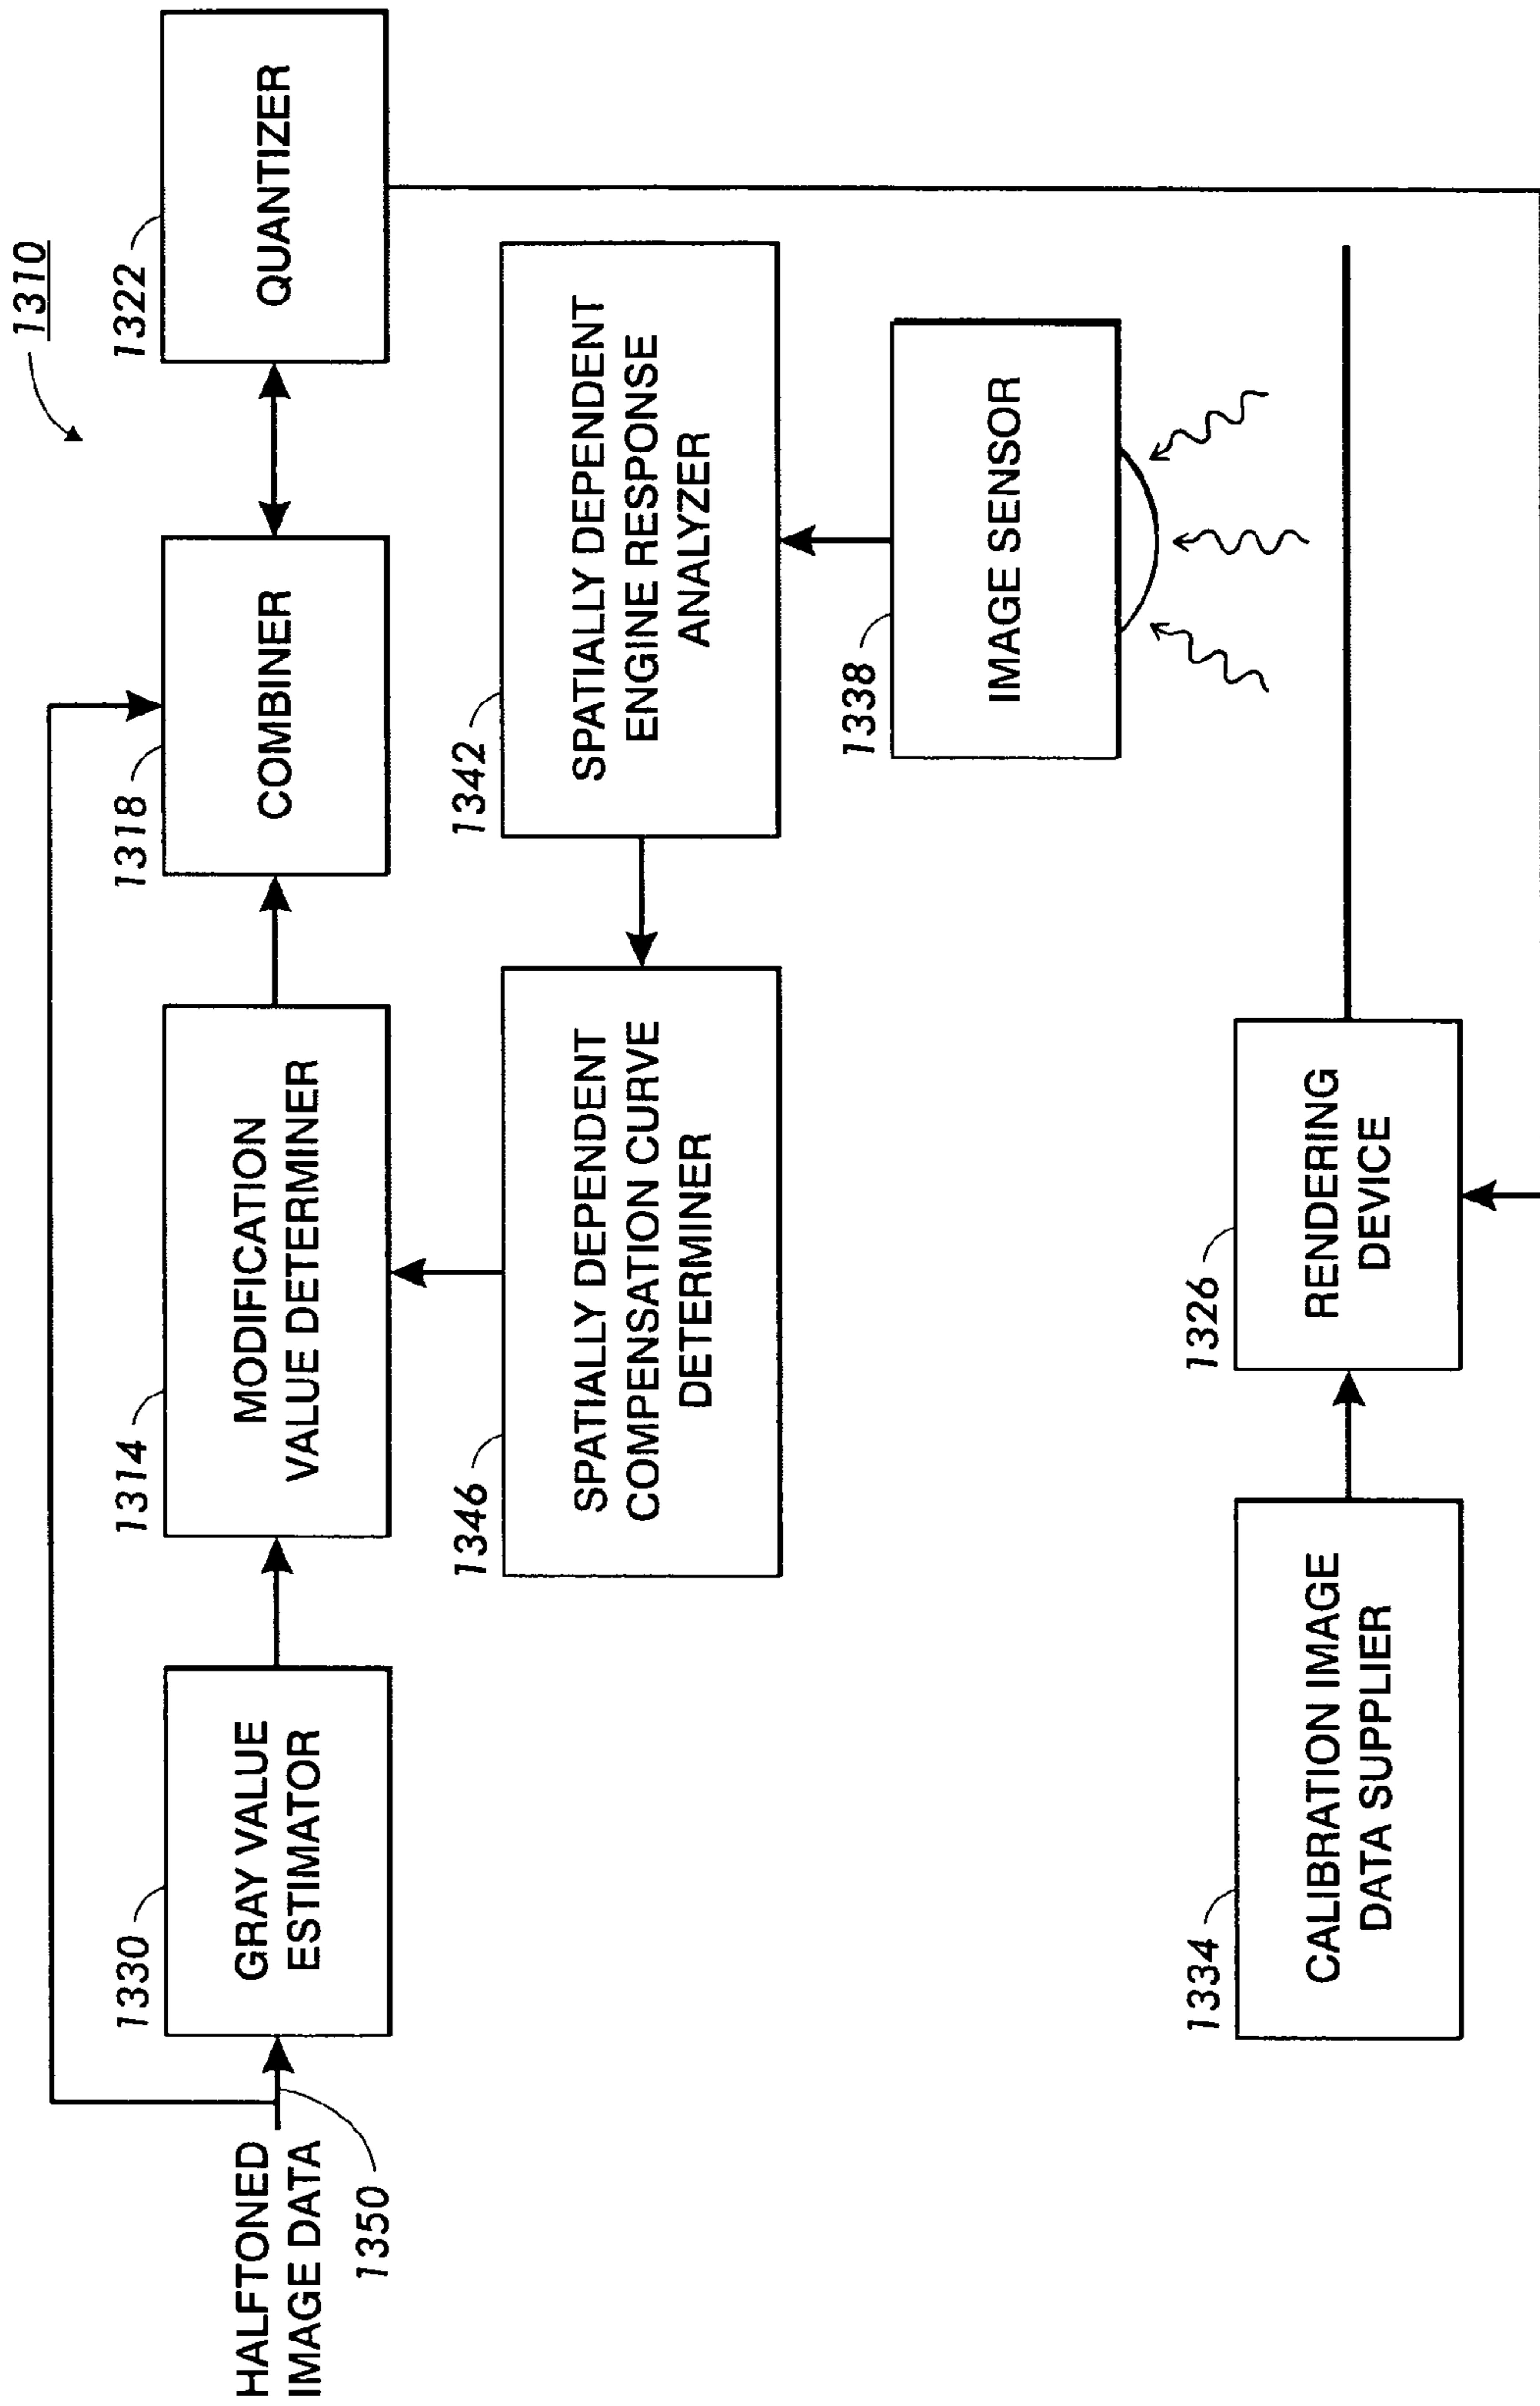 1310
HALFTONED
IMAGE DATA
1350
1330
GRAY VALUE
ESTIMATOR
1314
MODIFICATION
VALUE DETERMINER
1318
COMBINER
1322
QUANTIZER
1346
SPATIALLY DEPENDENT
COMPENSATION CURVE
DETERMINER
1342
SPATIALLY DEPENDENT
ENGINE RESPONSE
ANALYZER
1338
IMAGE SENSOR
1334
CALIBRATION IMAGE
DATA SUPPLIER
1326
RENDERING
DEVICE